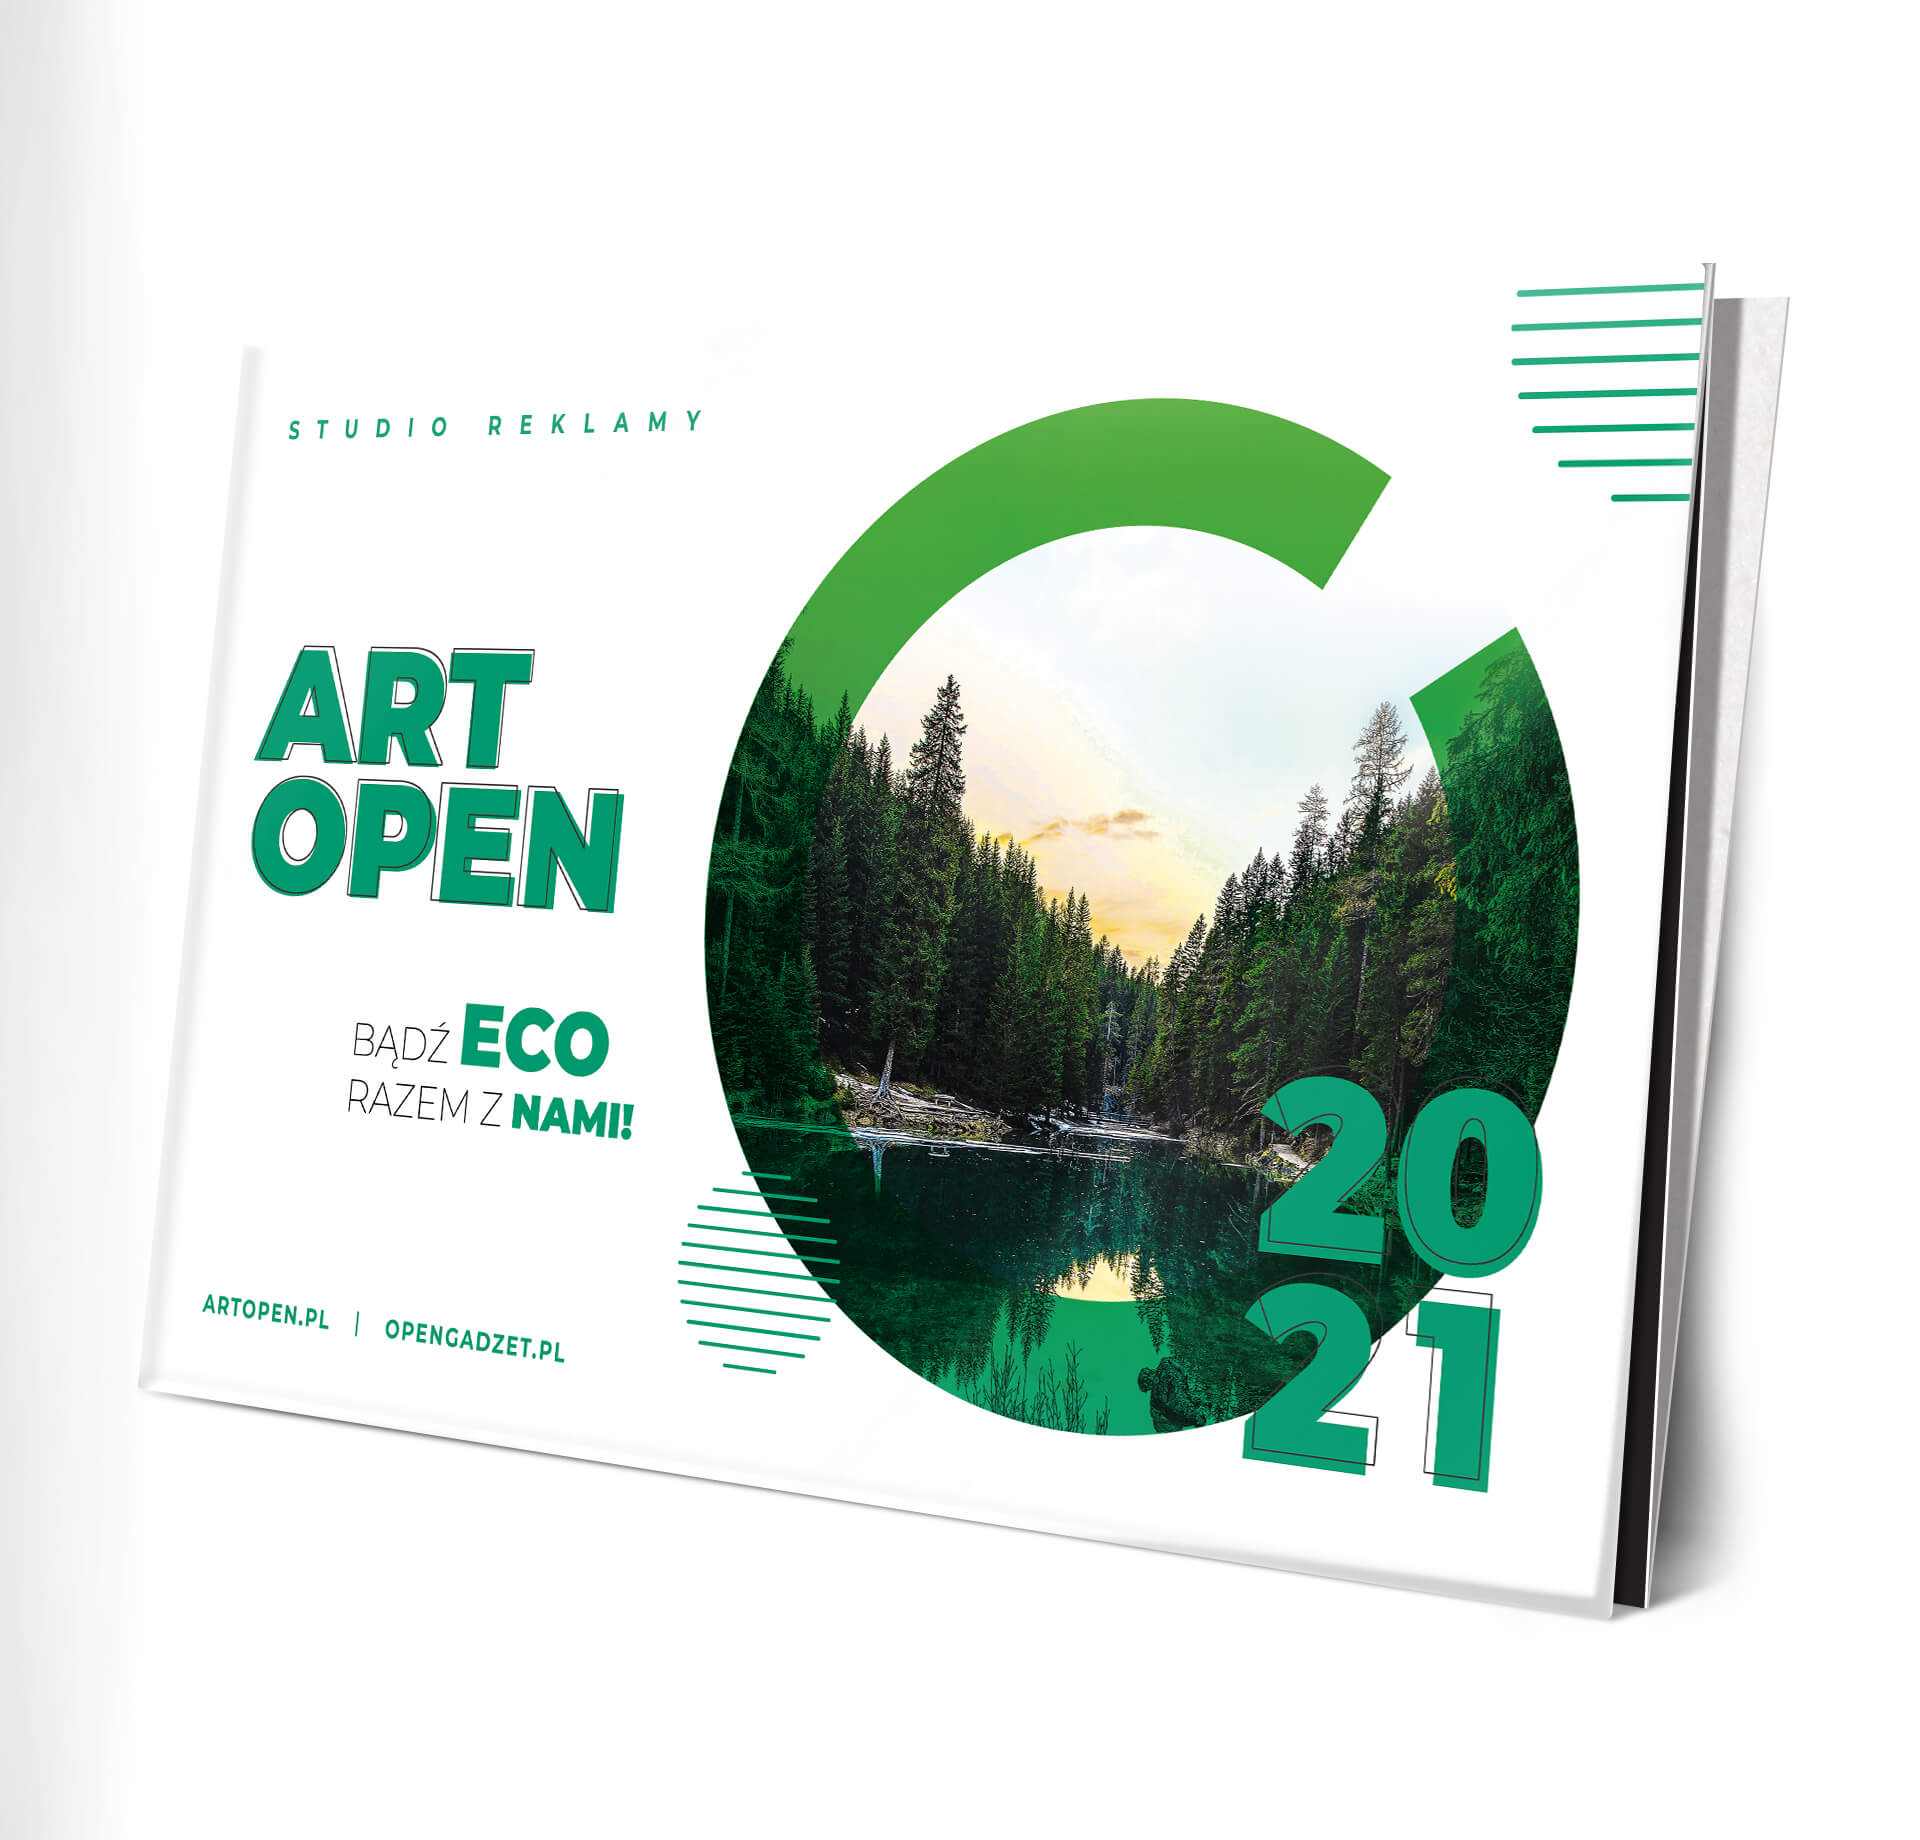 STUDIO REKLAMY
ART
OPEN
BĄDŹ ECO
RAZEM Z NAMI!
ARTOPEN.PL | OPENGADZET.PL
20
21